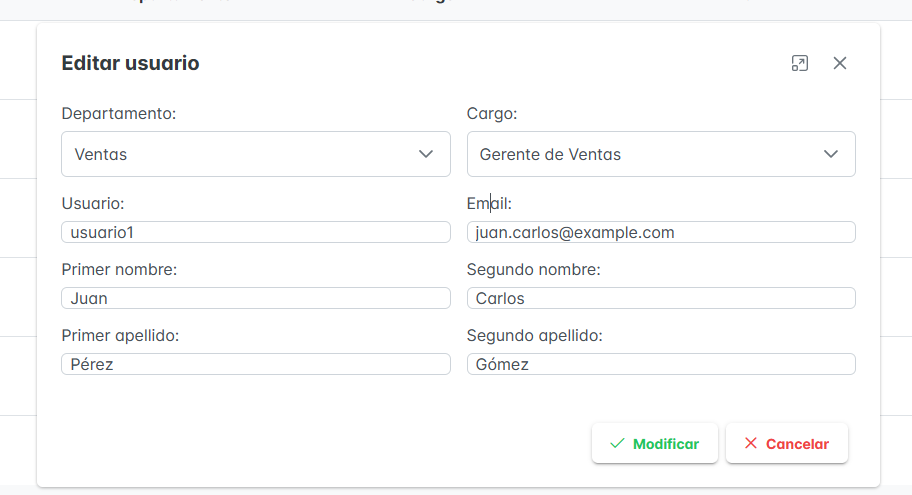 Editar usuario
Departamento: Cargo:
Ventas Gerente de Ventas
Usuario: Email:
usuario1 juan.carlos@example.com
Primer nombre: Segundo nombre:
Juan Carlos
Primer apellido: Segundo apellido:
Pérez Gómez
Modificar Cancelar